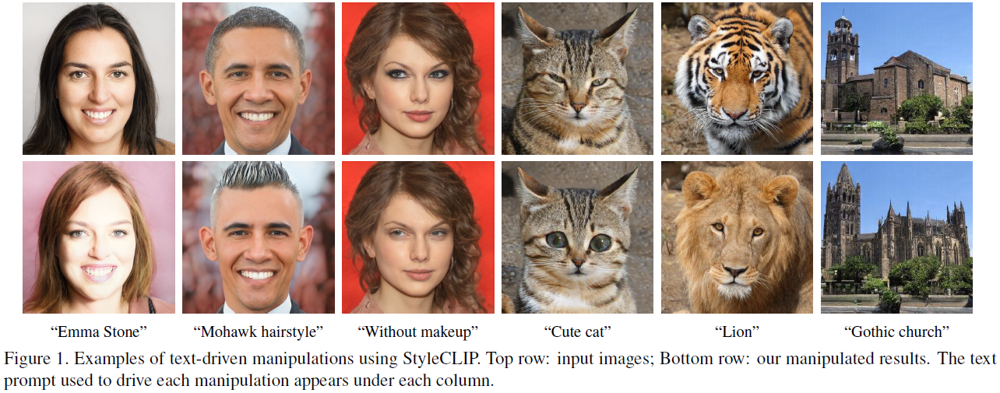 “Emma Stone” “Mohawk hairstyle” “Without makeup” “Cute cat” “Lion” “Gothic church”
Figure 1. Examples of text-driven manipulations using StyleCLIP. Top row: input images; Bottom row: our manipulated results. The text
prompt used to drive each manipulation appears under each column.